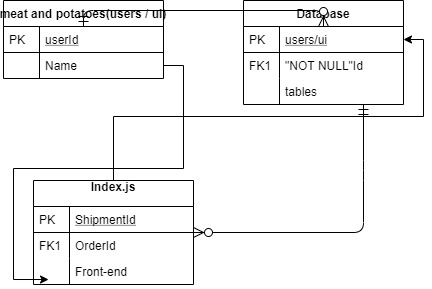 meat and potatoes(users / ui)
PK userId
Name
Database
PK users/ui
FK1 "NOT NULL"Id
tables
Index.js
PK ShipmentId
FK1 OrderId
Front-end